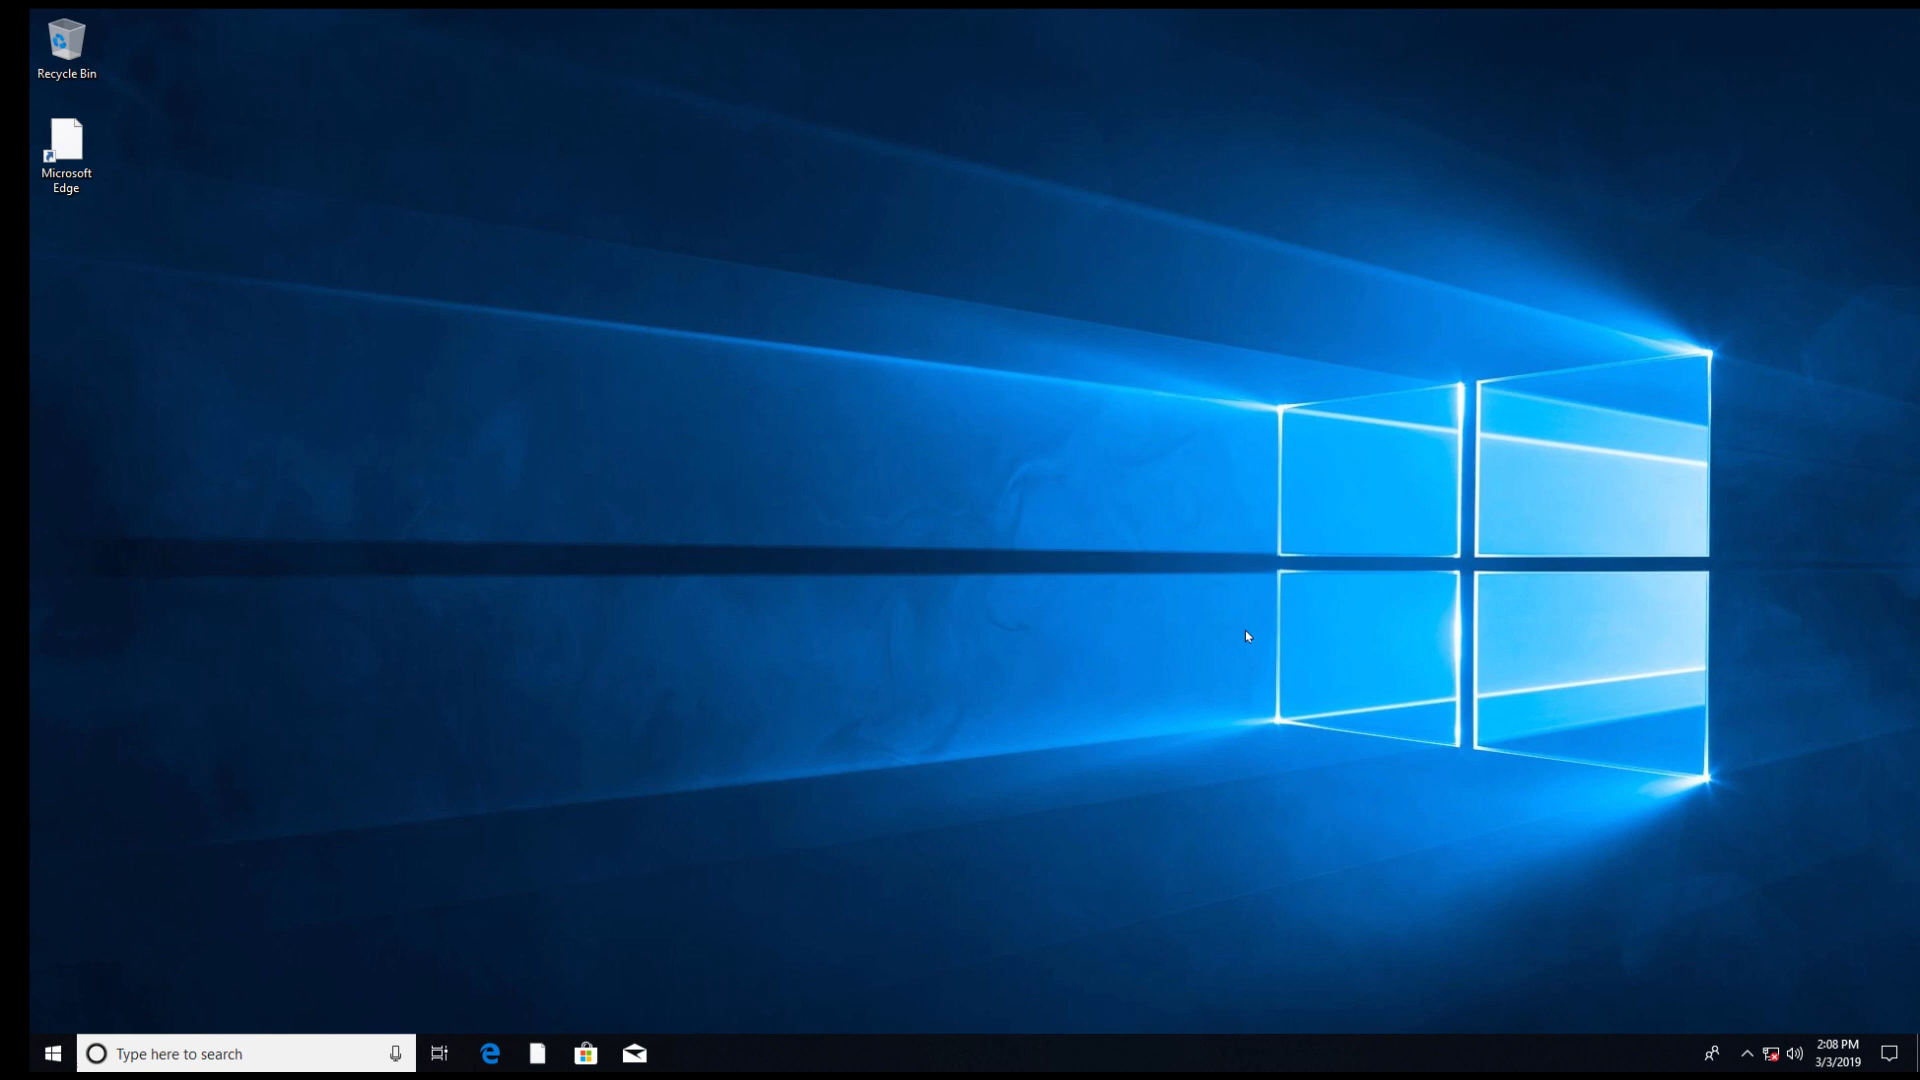 Recycle Bin
Microsoft
Edge
Type here to search
2:08 PM
3/3/2019